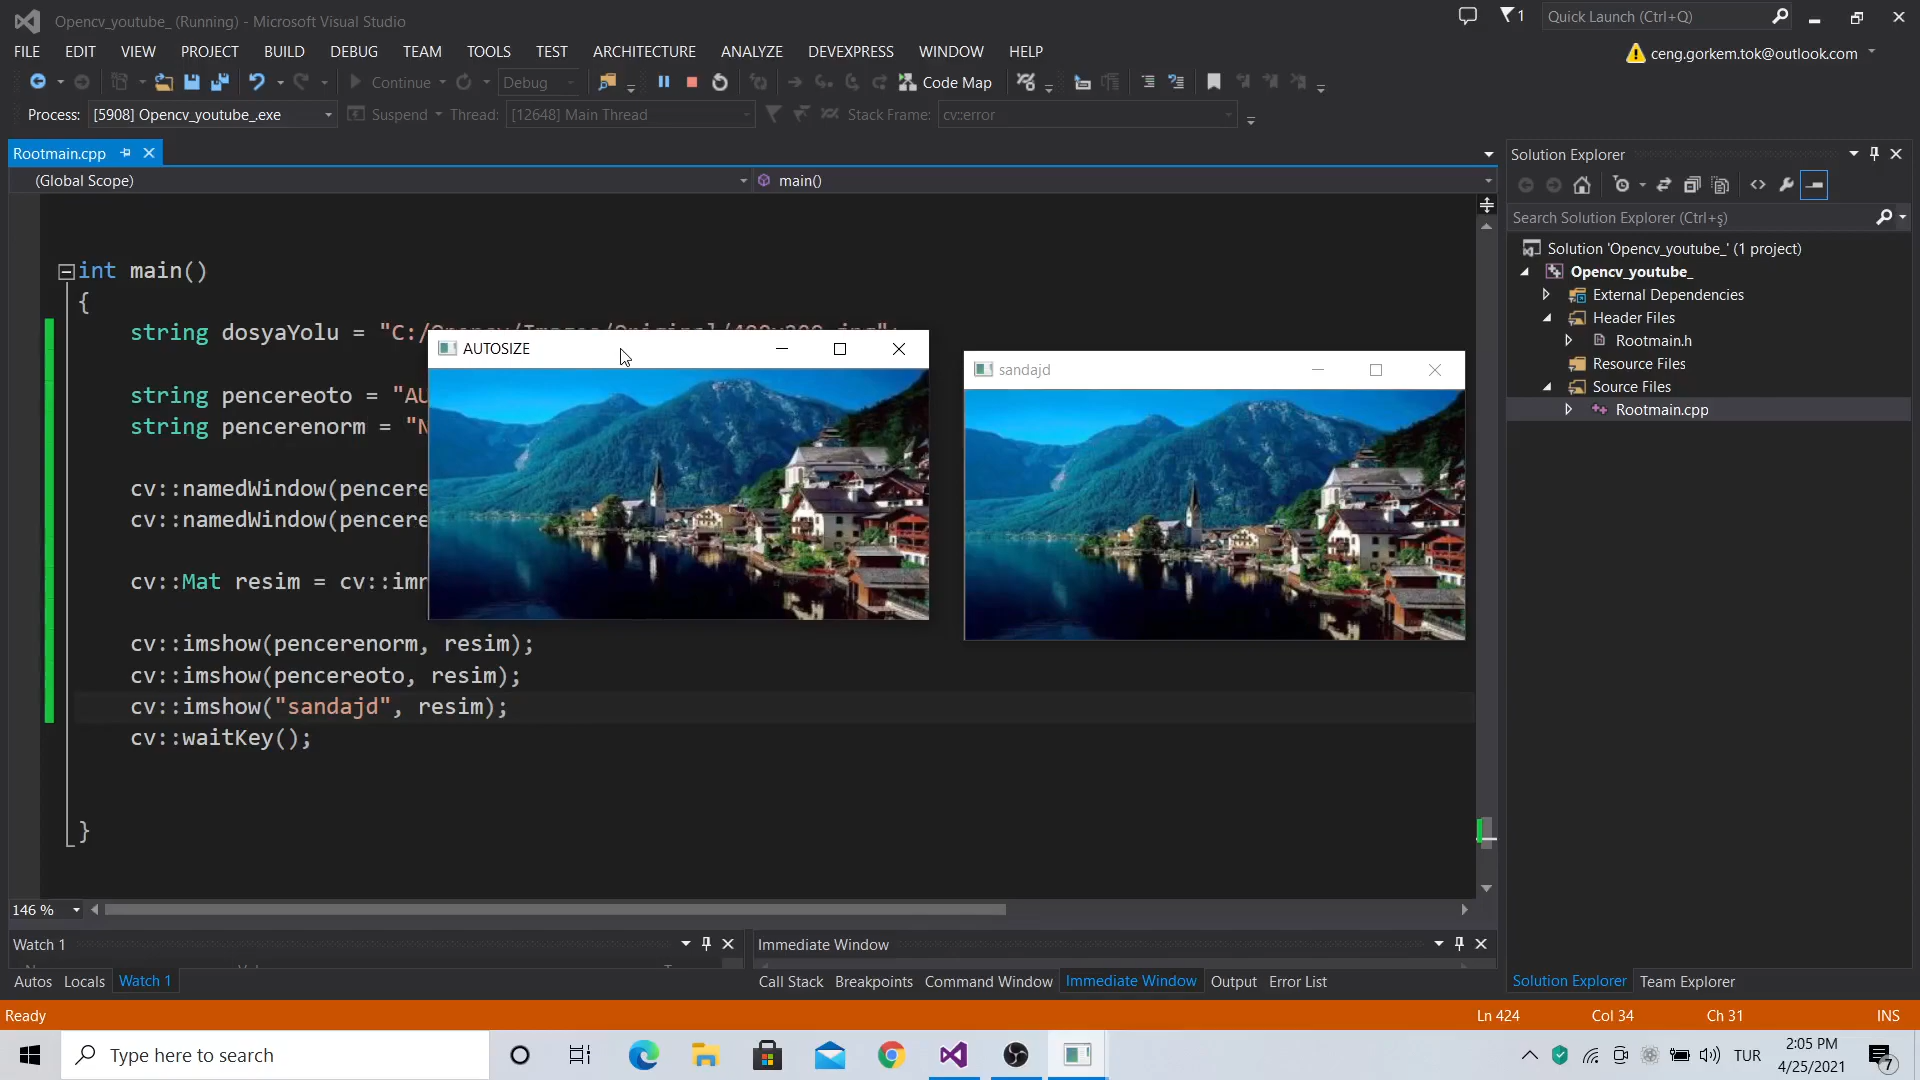 Opencv_youtube_ (Running) - Microsoft Visual Studio
1
Quick Launch (Ctrl+Q)
FILE EDIT VIEW PROJECT BUILD DEBUG TEAM TOOLS TEST ARCHITECTURE ANALYZE DEVEXPRESS WINDOW HELP
ceng.gorkem.tok@outlook.com
Continue Debug Code Map
Process: [5908] Opencv_youtube_.exe Suspend Thread: [12648] Main Thread Stack Frame: cv::error
Rootmain.cpp
(Global Scope) main()
int main()
{
string dosyaYolu = "C:/
string pencereoto = "AU
string pencerenorm = "N
cv::namedWindow(pencere
cv::namedWindow(pencere
cv::Mat resim = cv::imr
cv::imshow(pencerenorm, resim);
cv::imshow(pencereoto, resim);
cv::imshow("sandajd", resim);
cv::waitKey();
}
AUTOSIZE
sandajd
146 %
Solution Explorer
Search Solution Explorer (Ctrl+ş)
Solution 'Opencv_youtube_' (1 project)
Opencv_youtube_
External Dependencies
Header Files
Rootmain.h
Resource Files
Source Files
Rootmain.cpp
Watch 1
Immediate Window
Autos Locals Watch 1
Call Stack Breakpoints Command Window Immediate Window Output Error List
Solution Explorer Team Explorer
Ready
Ln 424 Col 34 Ch 31 INS
Type here to search
TUR
2:05 PM
4/25/2021
7